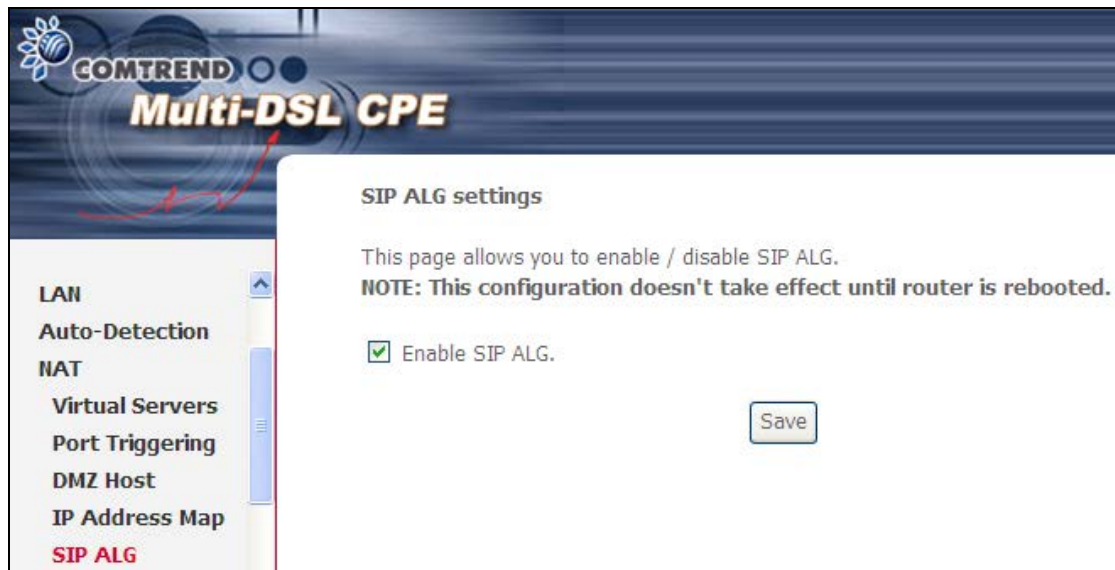 COMTREND
Multi-DSL CPE
SIP ALG settings
This page allows you to enable / disable SIP ALG.
NOTE: This configuration doesn't take effect until router is rebooted.
Enable SIP ALG.
Save
LAN
Auto-Detection
NAT
Virtual Servers
Port Triggering
DMZ Host
IP Address Map
SIP ALG